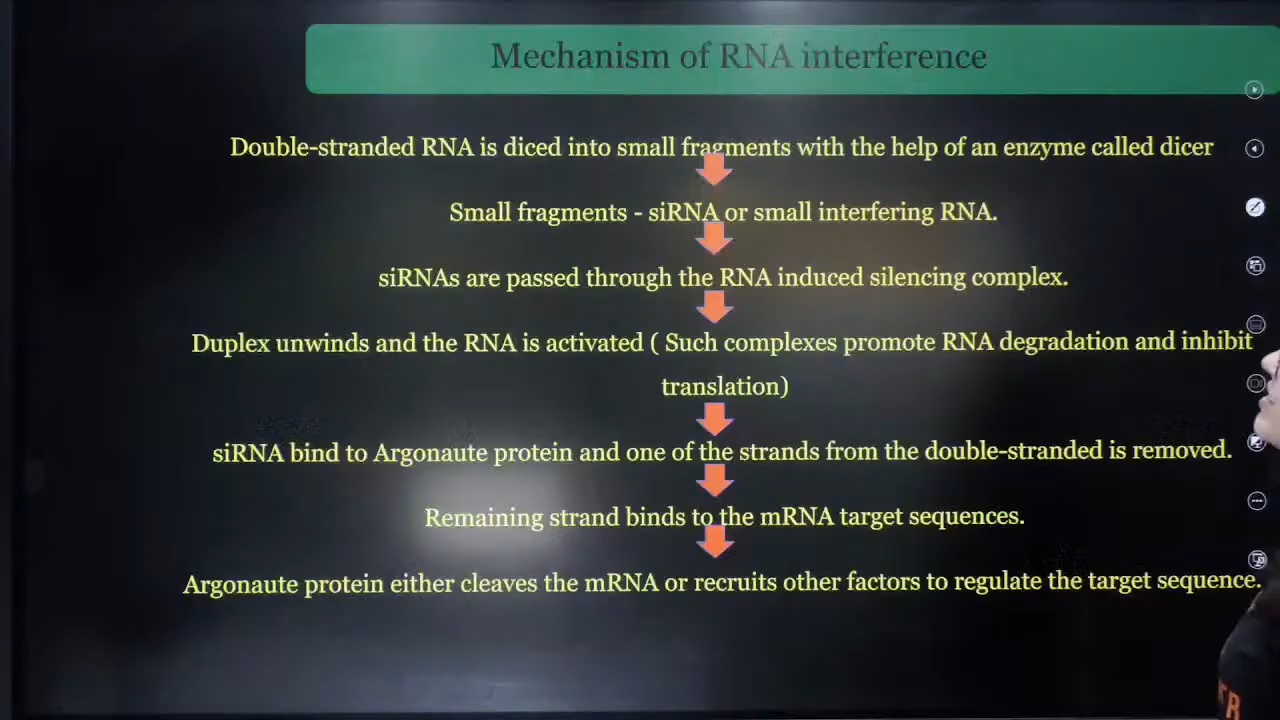 Mechanism of RNA interference
Double-stranded RNA is diced into small fragments with the help of an enzyme called dicer
Small fragments - siRNA or small interfering RNA.
siRNAs are passed through the RNA induced silencing complex.
Duplex unwinds and the RNA is activated ( Such complexes promote RNA degradation and inhibit
translation)
siRNA bind to Argonaute protein and one of the strands from the double-stranded is removed.
Remaining strand binds to the mRNA target sequences.
Argonaute protein either cleaves the mRNA or recruits other factors to regulate the target sequence.